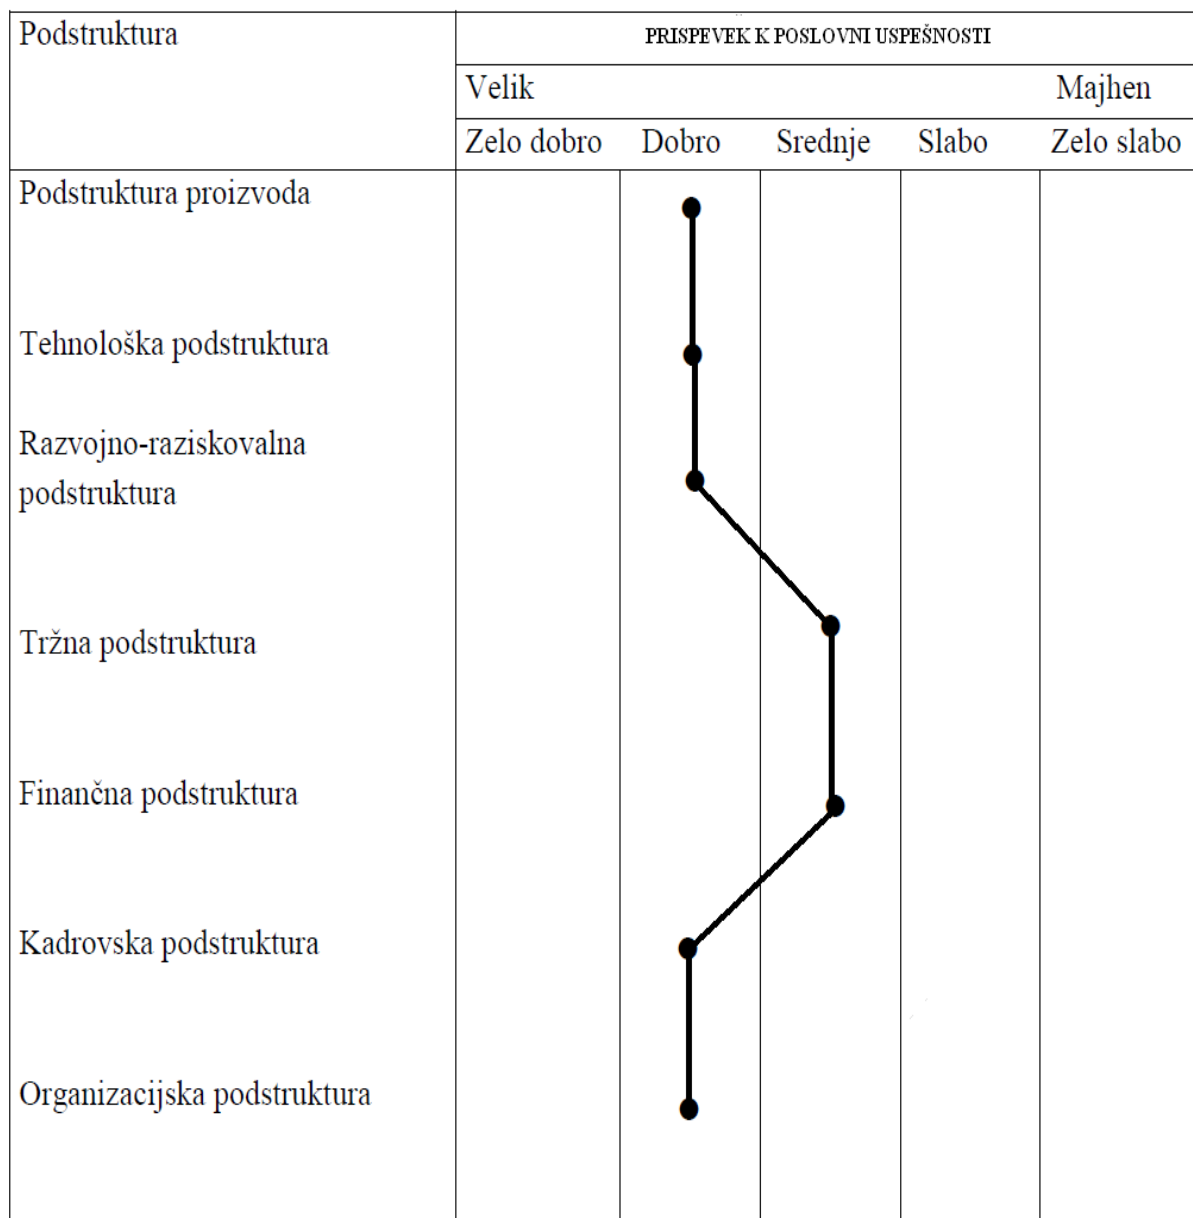 Podstruktura
PRISPEVEK K POSLOVNI USPEŠNOSTI
Velik Majhen
Zelo dobro Dobro Srednje Slabo Zelo slabo
Podstruktura proizvoda
Tehnološka podstruktura
Razvojno-raziskovalna
podstruktura
Tržna podstruktura
Finančna podstruktura
Kadrovska podstruktura
Organizacijska podstruktura